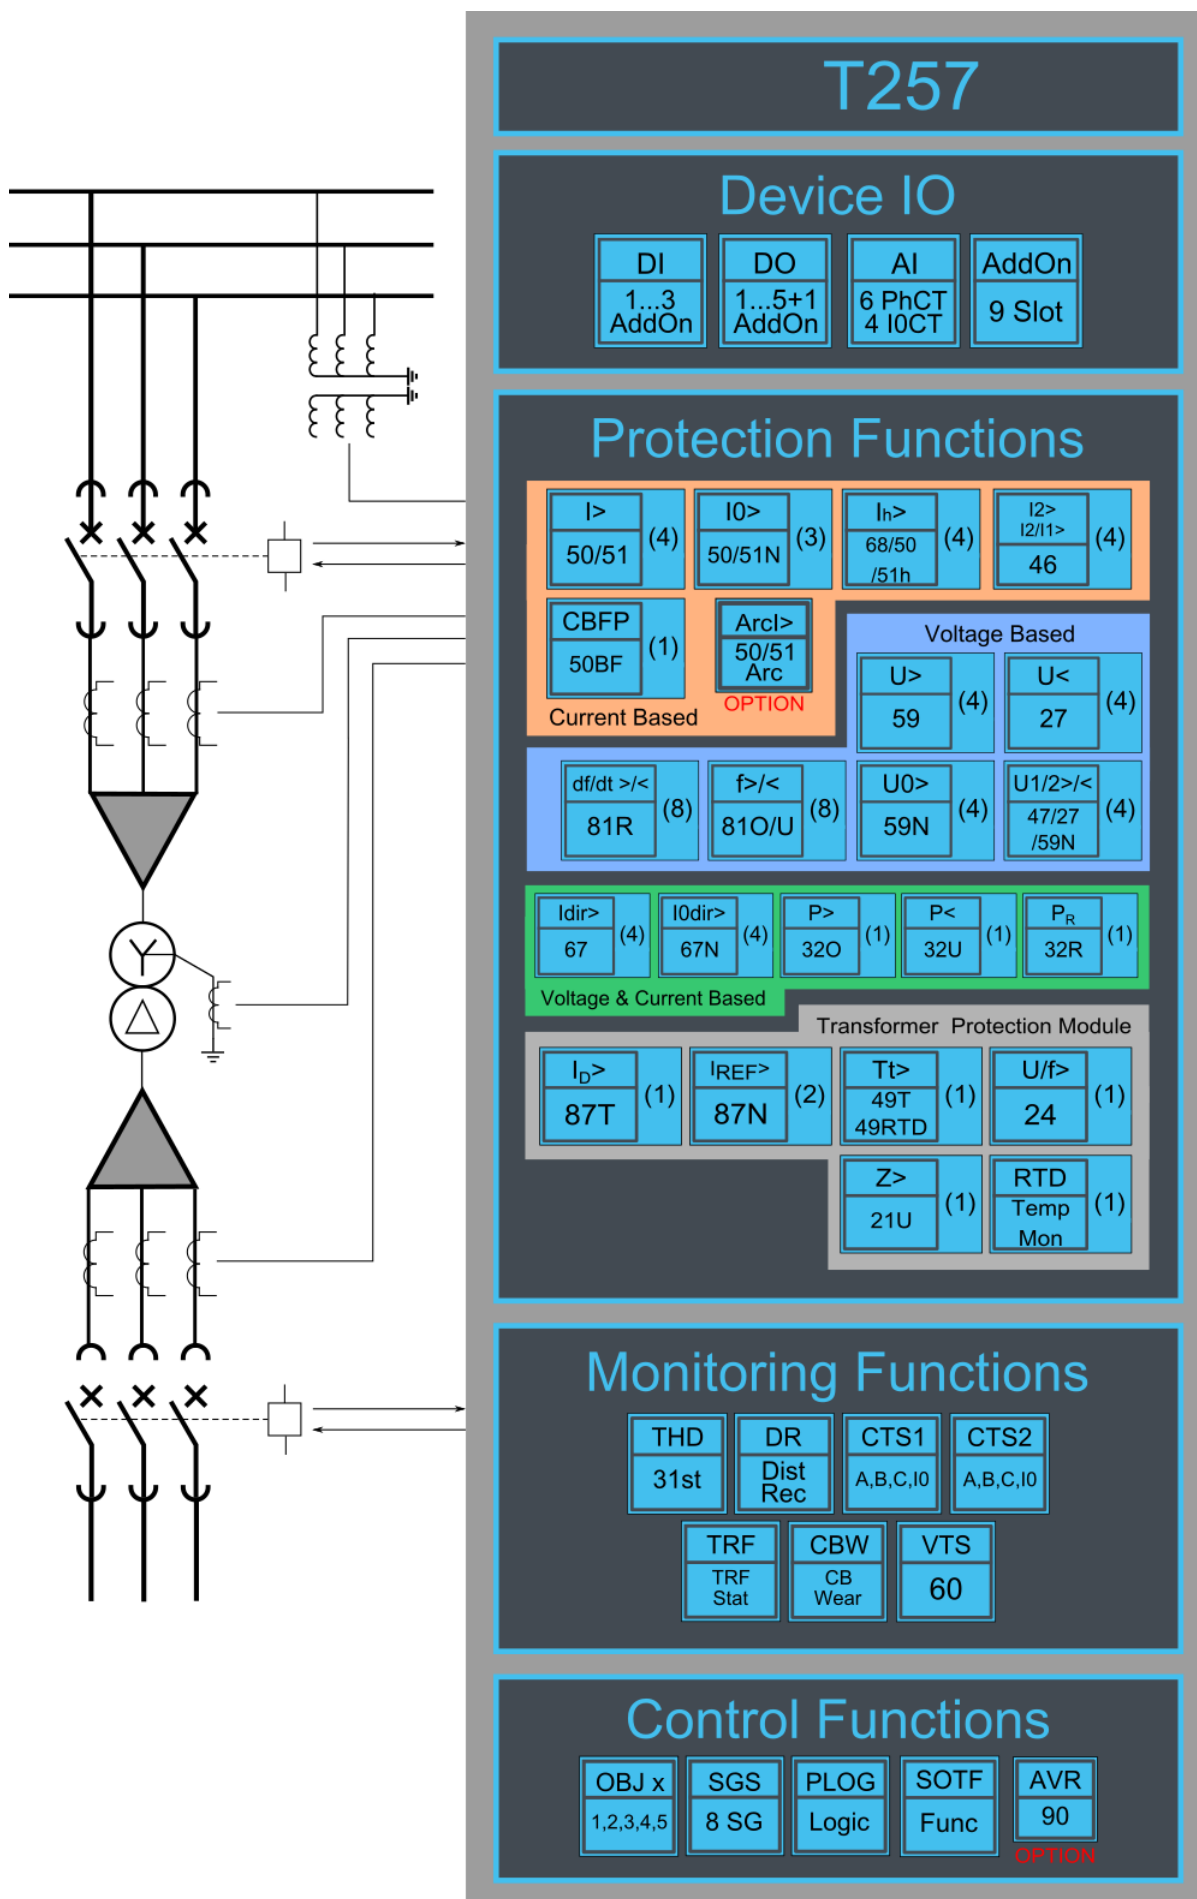 T257
Device IO
DI
1...3
AddOn
DO
1...5+1
AddOn
AI
6 PhCT
4 I0CT
AddOn
9 Slot
Protection Functions
I>
50/51
(4)
I0>
50/51N
(3)
Ih>
68/50
/51h
(4)
I2>
I2/I1>
46
(4)
CBFP
50BF
(1)
ArcI>
50/51
Arc
OPTION
Current Based
Voltage Based
U>
59
(4)
U<
27
(4)
df/dt >/<
81R
(8)
f>/<
81O/U
(8)
U0>
59N
(4)
U1/2>/<
47/27
/59N
(4)
Idir>
67
(4)
I0dir>
67N
(4)
P>
32O
(1)
P<
32U
(1)
PR
32R
(1)
Voltage & Current Based
Transformer Protection Module
ID>
87T
(1)
IREF>
87N
(2)
Tt>
49T
49RTD
(1)
U/f>
24
(1)
Z>
21U
(1)
RTD
Temp
Mon
(1)
Monitoring Functions
THD
31st
DR
Dist
Rec
CTS1
A,B,C,I0
CTS2
A,B,C,I0
TRF
TRF
Stat
CBW
CB
Wear
VTS
60
Control Functions
OBJ x
1,2,3,4,5
SGS
8 SG
PLOG
Logic
SOTF
Func
AVR
90
OPTION